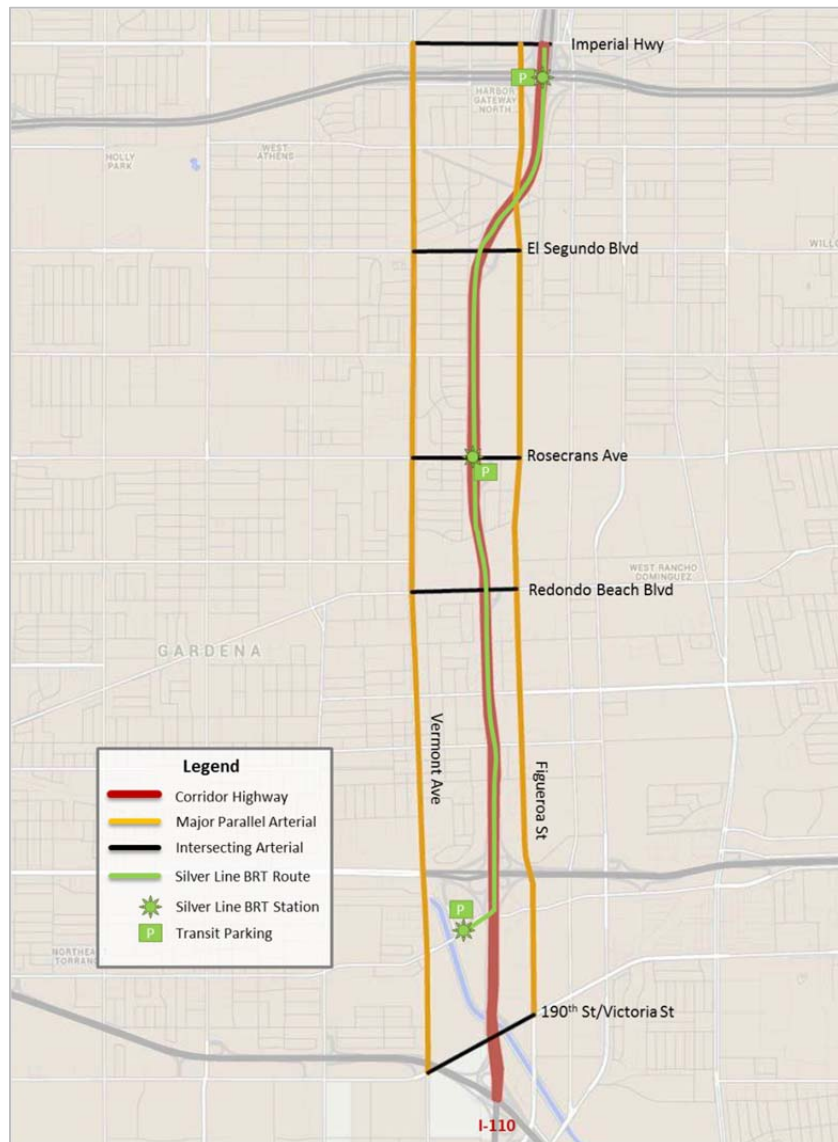 Imperial Hwy
P
HARBOR
GATEWAY
NORTH
HOLLY
PARK
WEST
ATHENS
El Segundo Blvd
WILLO
Rosecrans Ave
P
WEST RANCHO
DOMINGUEZ
Redondo Beach Blvd
GARDENA
Vermont Ave
Figueroa St
Legend
Corridor Highway
Major Parallel Arterial
Intersecting Arterial
Silver Line BRT Route
Silver Line BRT Station
P Transit Parking
P
NORTHEAST
TORRANCE
190th St/Victoria St
I-110